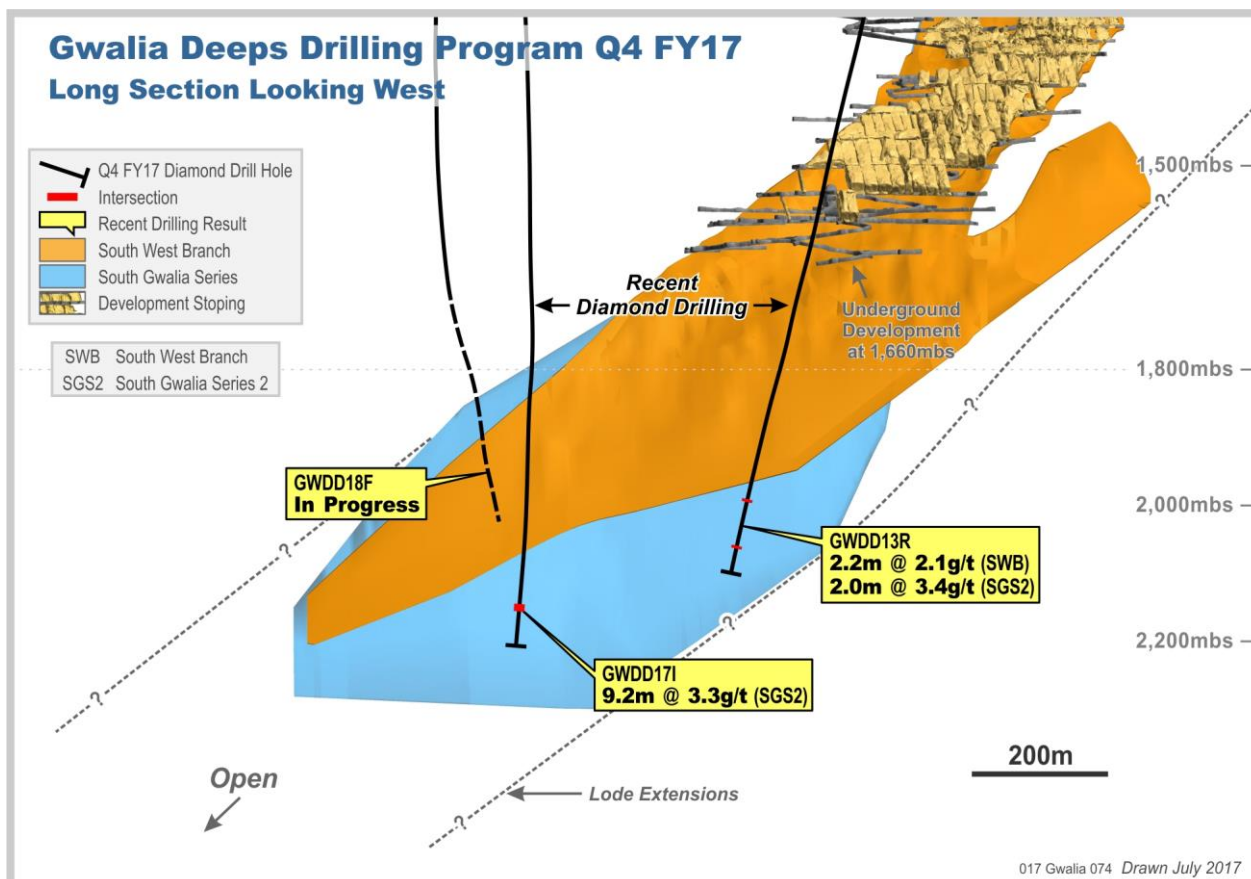 Gwalia Deeps Drilling Program Q4 FY17
Long Section Looking West
Q4 FY17 Diamond Drill Hole
Intersection
Recent Drilling Result
South West Branch
South Gwalia Series
Development Stoping
SWB South West Branch
SGS2 South Gwalia Series 2
1,500mbs
?
Recent
Diamond Drilling
Underground
Development
at 1,660mbs
1,800mbs
?
GWDD18F
In Progress
2,000mbs
GWDD13R
2.2m @ 2.1g/t (SWB)
2.0m @ 3.4g/t (SGS2)
?
?
2,200mbs
GWDD17I
9.2m @ 3.3g/t (SGS2)
?
200m
Open
Lode Extensions
?
017 Gwalia 074 Drawn July 2017